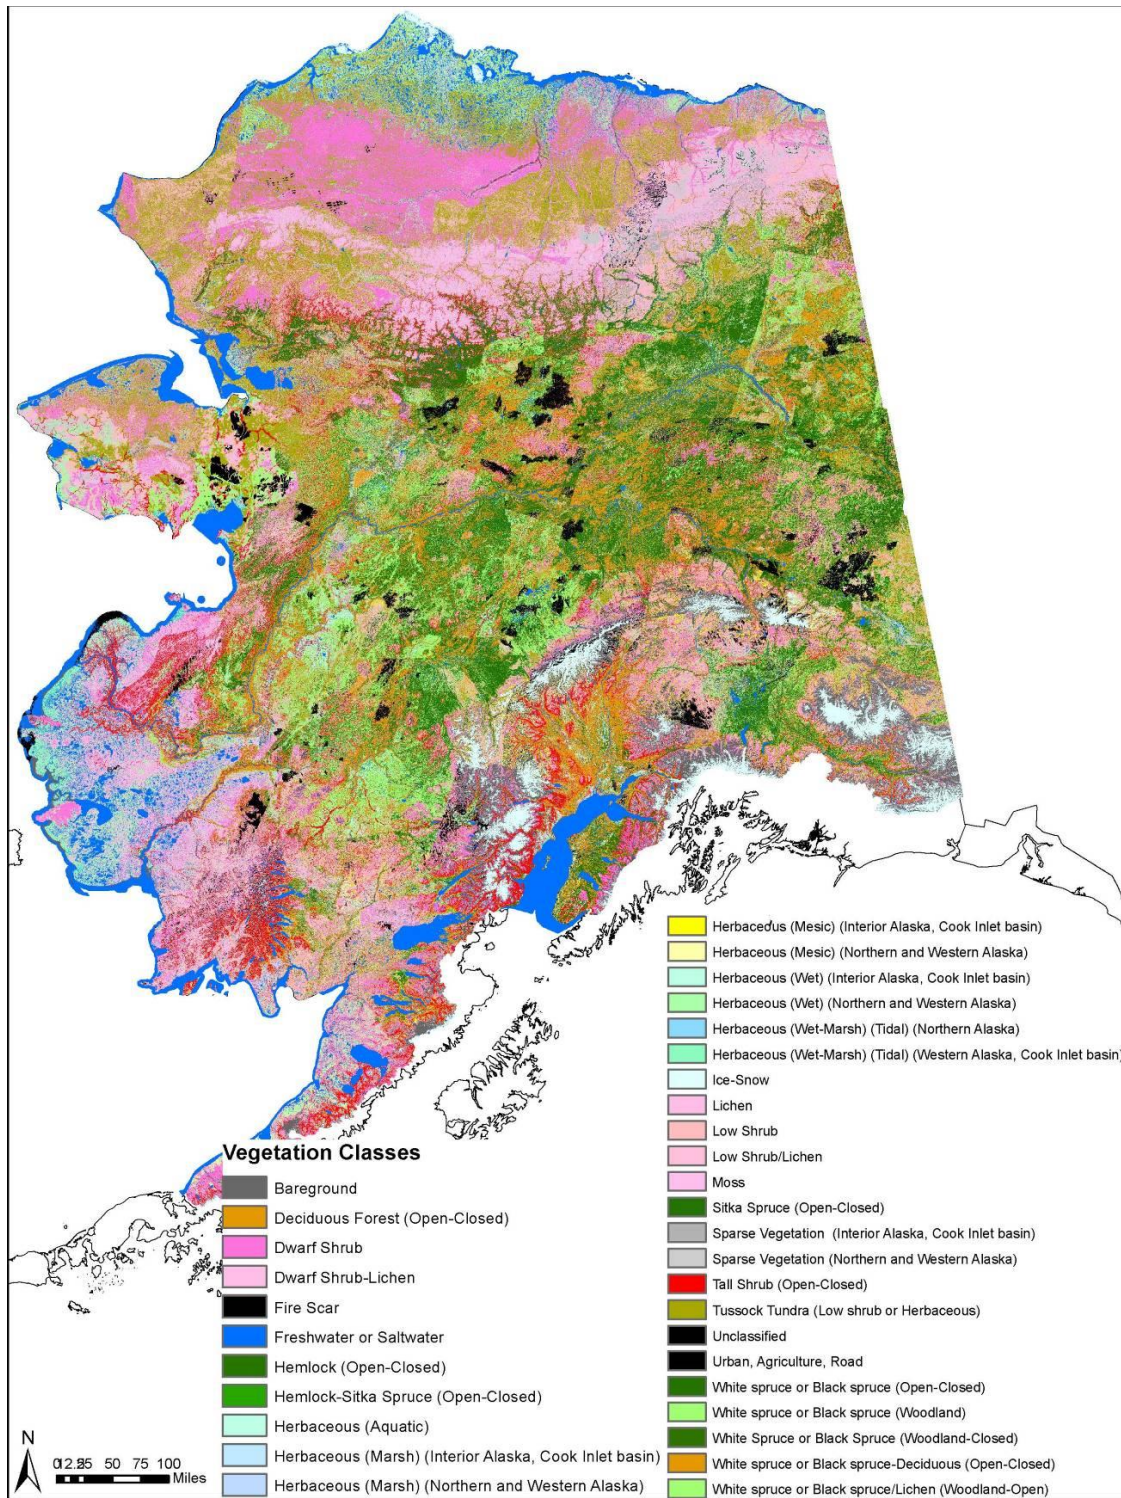 Vegetation Classes
Bareground
Deciduous Forest (Open-Closed)
Dwarf Shrub
Dwarf Shrub-Lichen
Fire Scar
Freshwater or Saltwater
Hemlock (Open-Closed)
Hemlock-Sitka Spruce (Open-Closed)
Herbaceous (Aquatic)
Herbaceous (Marsh) (Interior Alaska, Cook Inlet basin)
Herbaceous (Marsh) (Northern and Western Alaska)
Herbaceous (Mesic) (Interior Alaska, Cook Inlet basin)
Herbaceous (Mesic) (Northern and Western Alaska)
Herbaceous (Wet) (Interior Alaska, Cook Inlet basin)
Herbaceous (Wet) (Northern and Western Alaska)
Herbaceous (Wet-Marsh) (Tidal) (Northern Alaska)
Herbaceous (Wet-Marsh) (Tidal) (Western Alaska, Cook Inlet basin)
Ice-Snow
Lichen
Low Shrub
Low Shrub/Lichen
Moss
Sitka Spruce (Open-Closed)
Sparse Vegetation (Interior Alaska, Cook Inlet basin)
Sparse Vegetation (Northern and Western Alaska)
Tall Shrub (Open-Closed)
Tussock Tundra (Low shrub or Herbaceous)
Unclassified
Urban, Agriculture, Road
White spruce or Black spruce (Open-Closed)
White spruce or Black spruce (Woodland)
White Spruce or Black Spruce (Woodland-Closed)
White spruce or Black spruce-Deciduous (Open-Closed)
White spruce or Black spruce/Lichen (Woodland-Open)
N
50 75 100
Miles